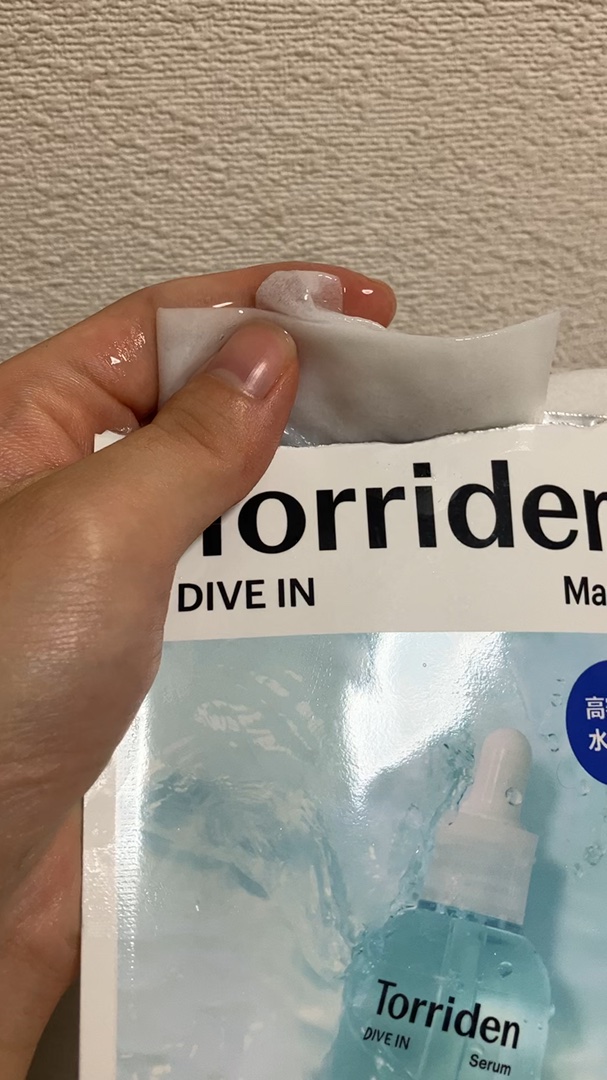 Torriden
DIVE IN
Ma
高
水
Torriden
DIVE IN
Serum